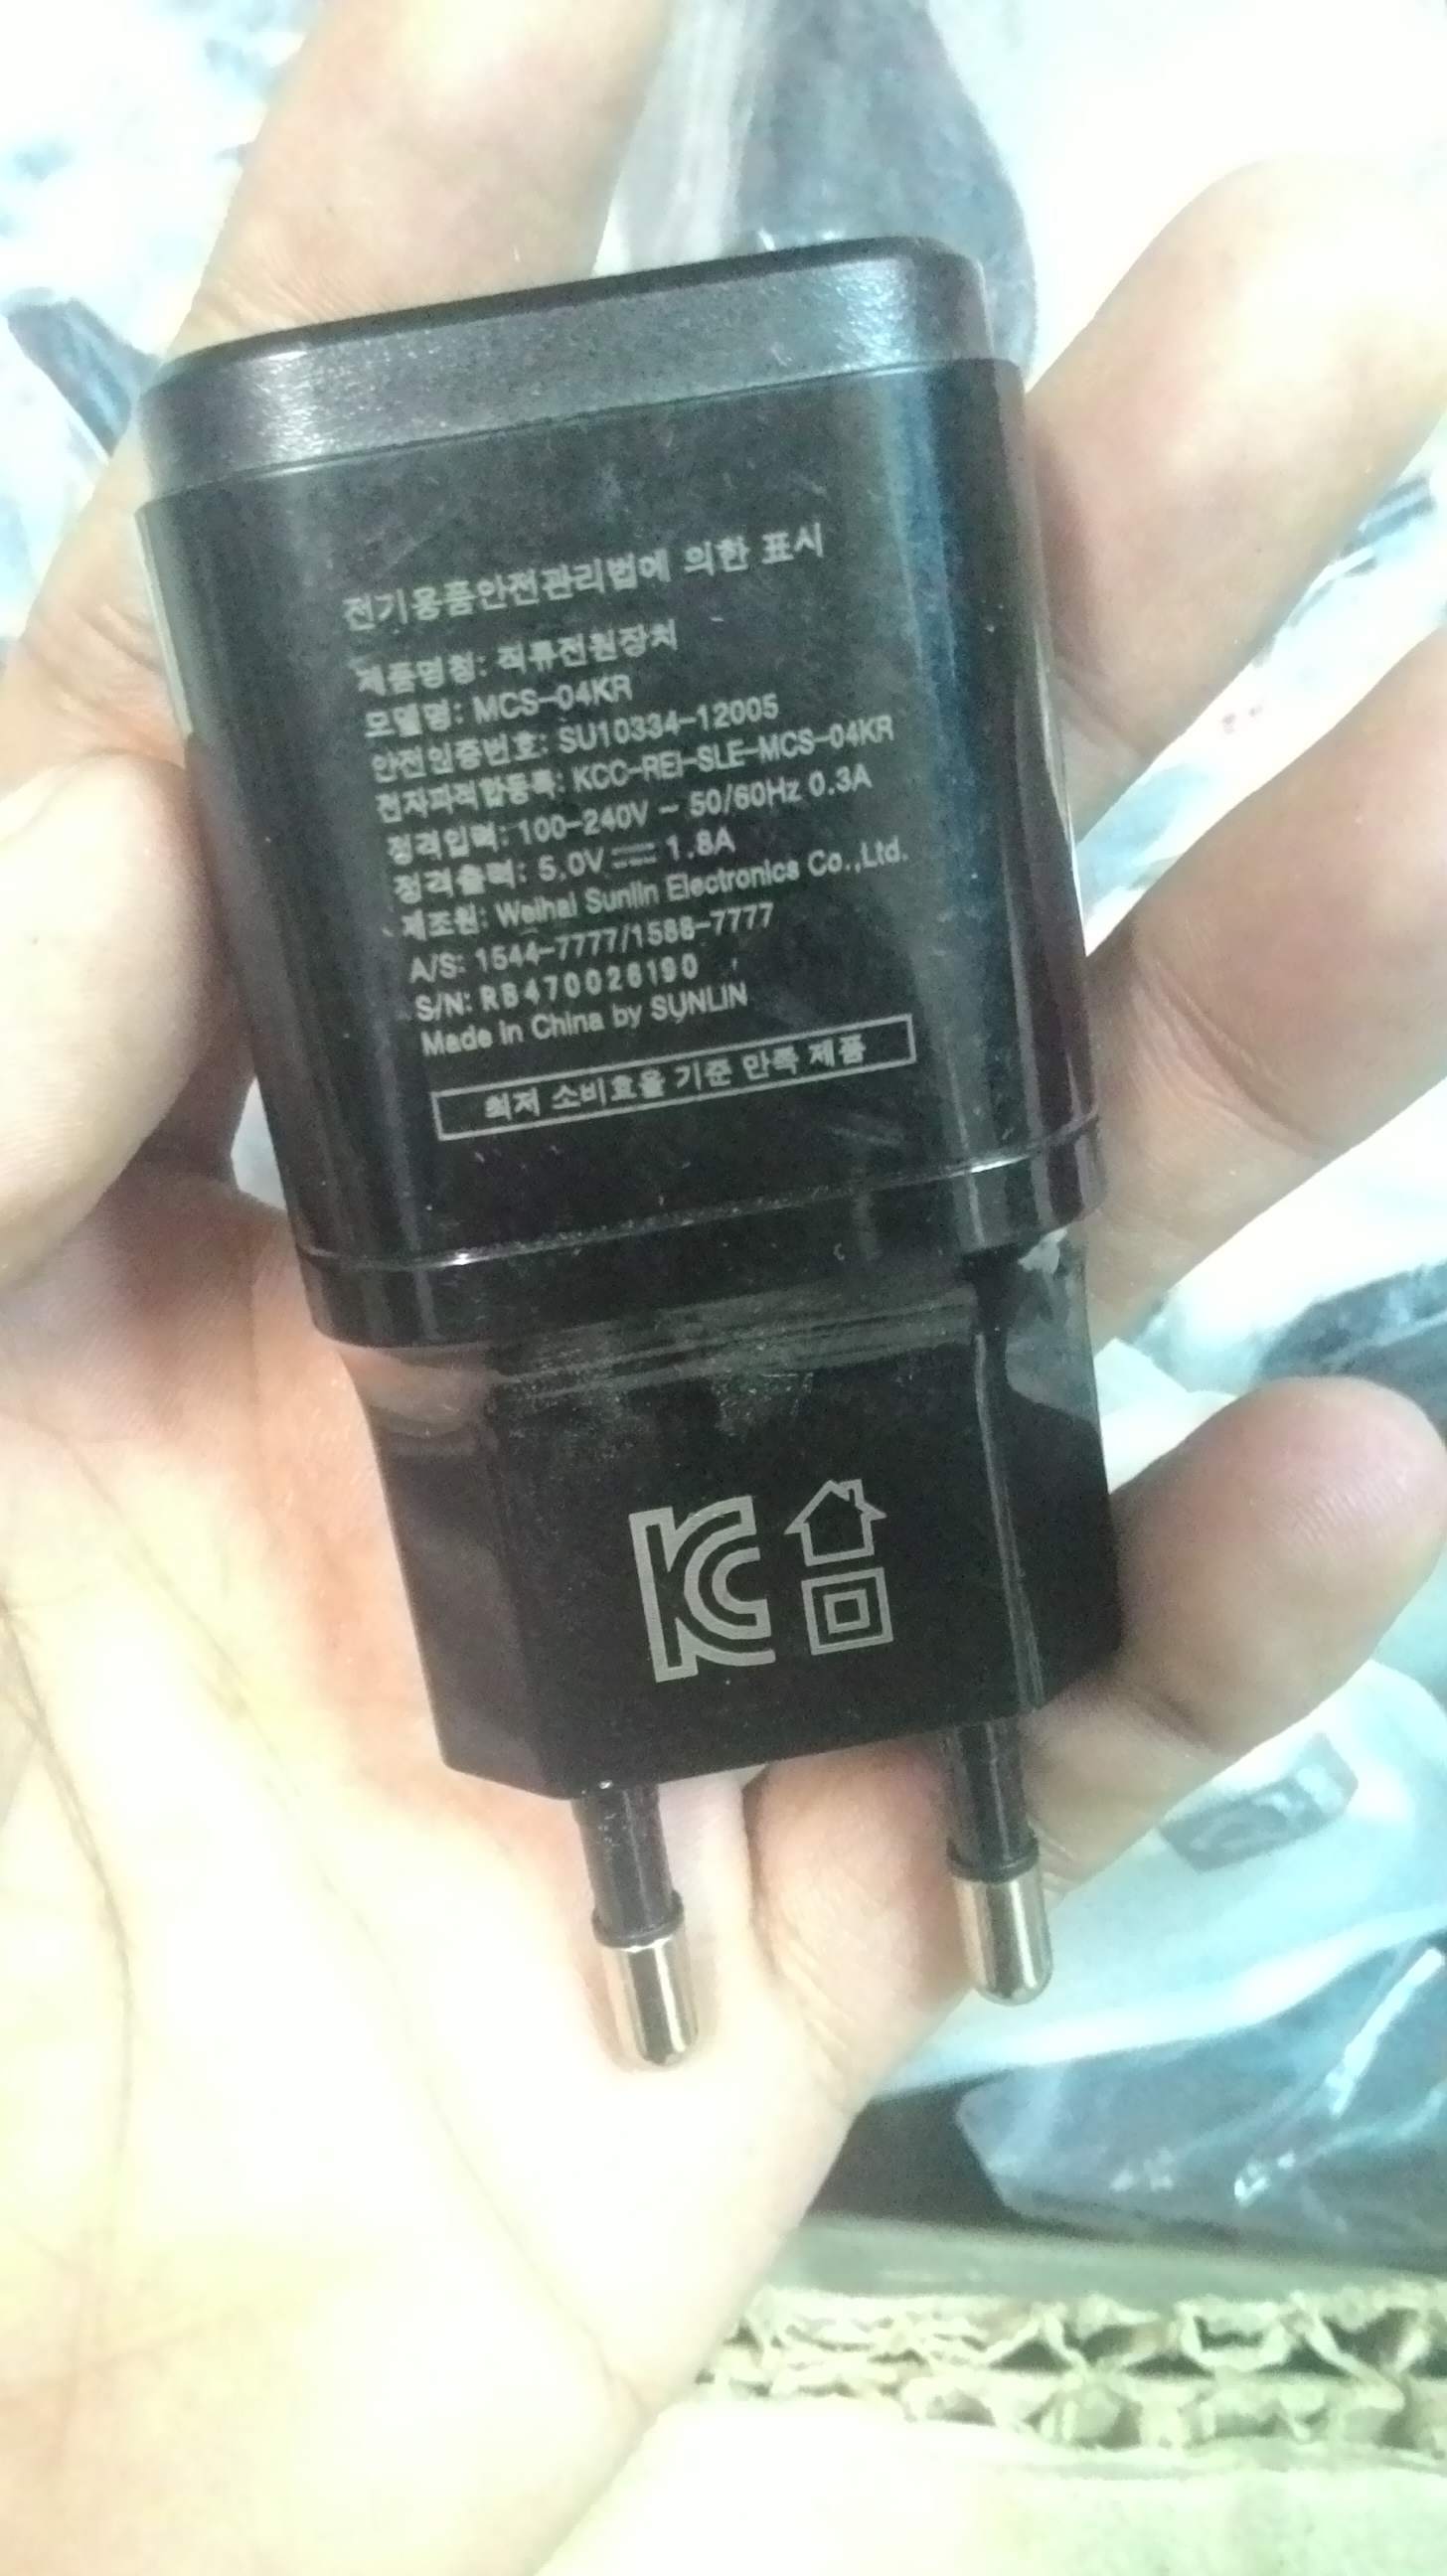 전기용품안전관리법에 의한 표시
제품명칭: 직류전원장치
모델명: MCS-04KR
안전인증번호: SU10334-12005
전자파적합등록: KCC-REI-SLE-MCS-04KR
정격입력: 100-240V ~ 50/60Hz 0.3A
정격출력: 5.0V ⎓ 1.8A
제조원: Weihai Sunlin Electronics Co.,Ltd.
A/S: 1544-7777/1588-7777
S/N: RB470026190
Made in China by SUNLIN
최저 소비효율 기준 만족 제품
KC